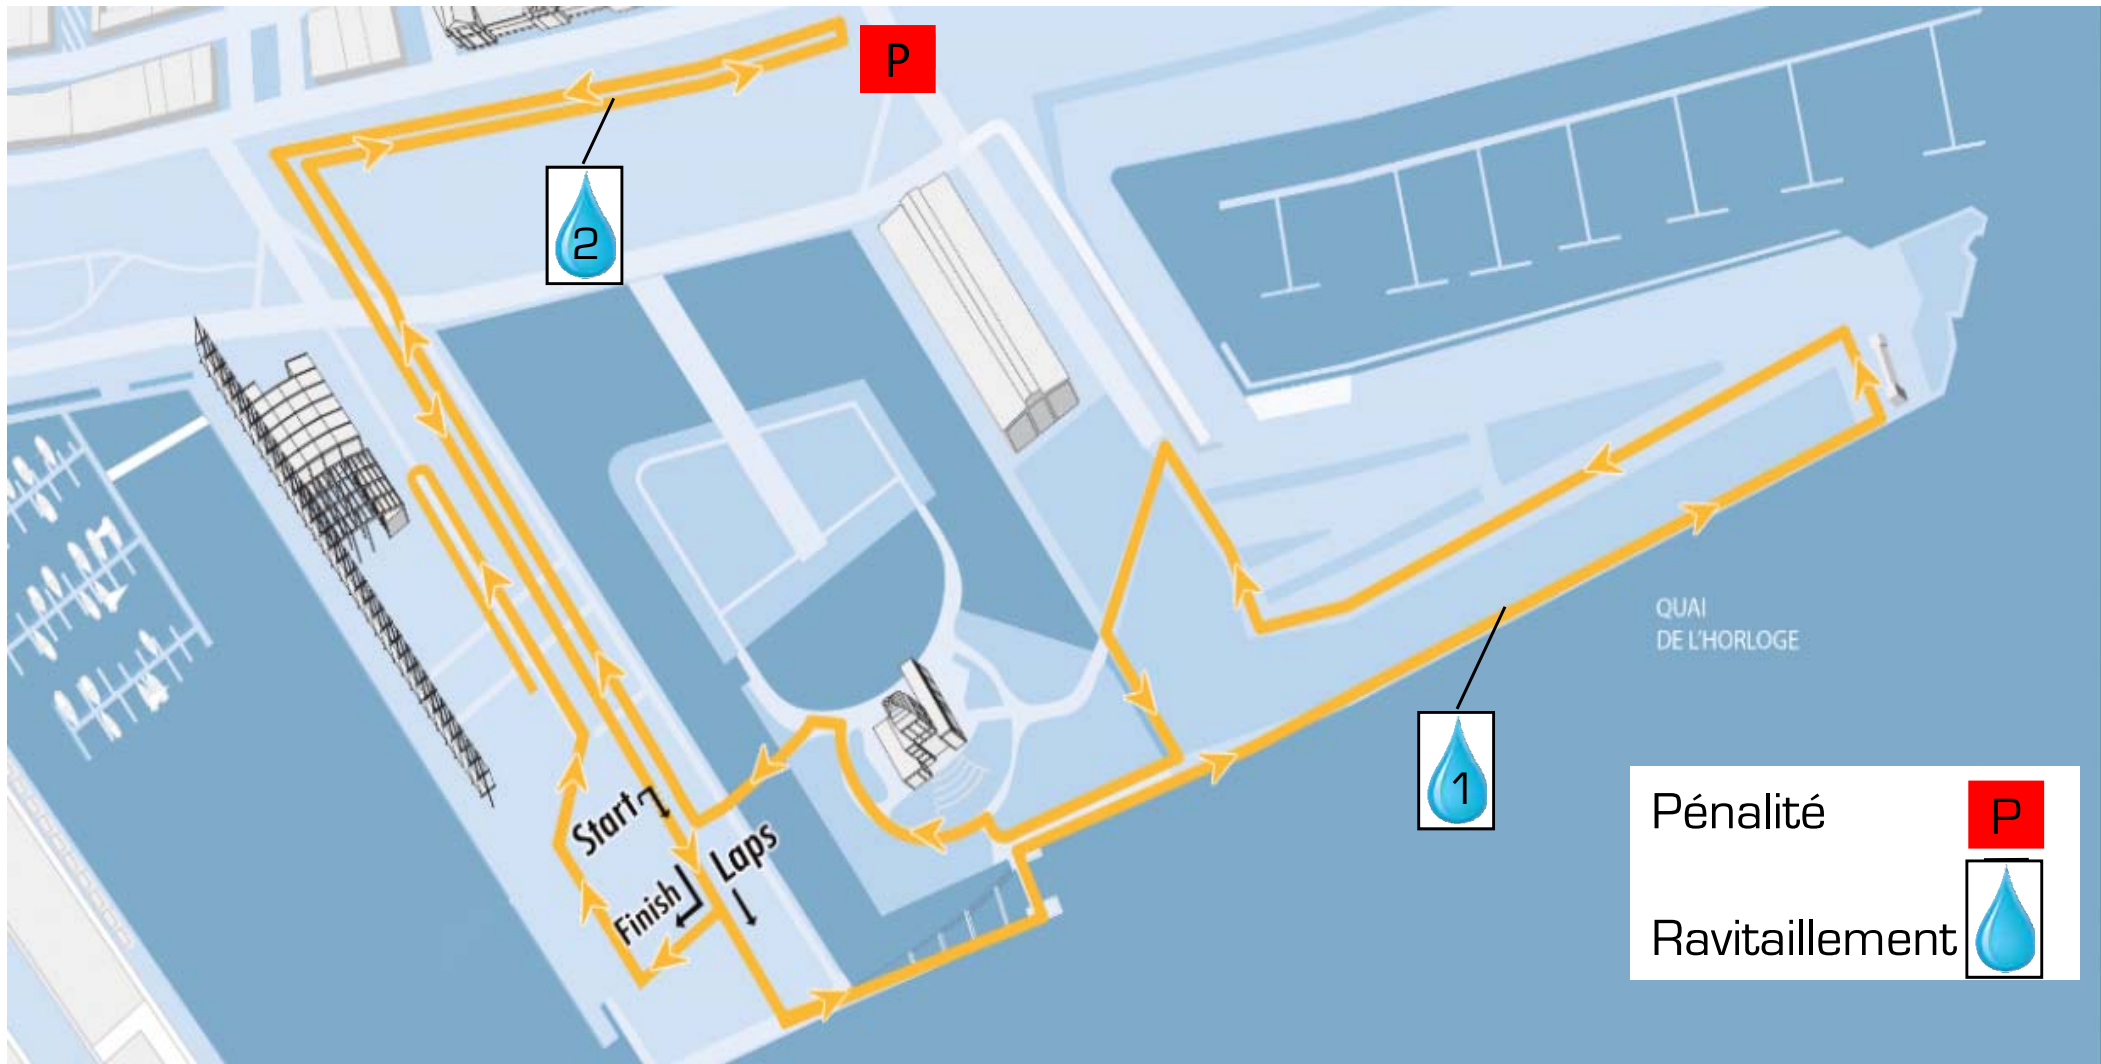 P
2
QUAI
DE L'HORLOGE
1
Start
Laps
Finish
Pénalité P
Ravitaillement